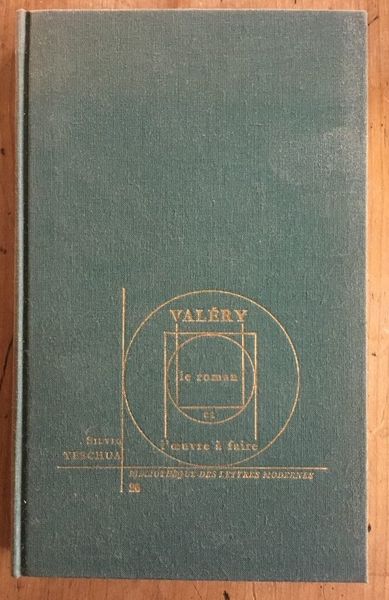 VALÉRY
le roman
et
l'œuvre à faire
SILVIO
YESCHUA
BIBLIOTHÈQUE DES LETTRES MODERNES
26